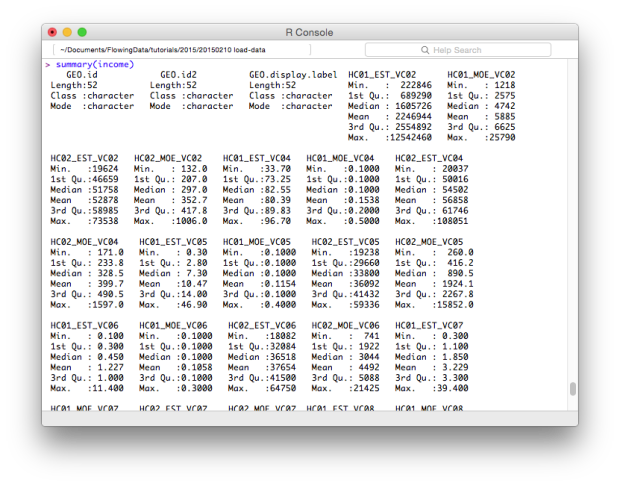 R Console
~/Documents/FlowingData/tutorials/2015/20150210 load-data
Help Search
> summary(income)
GEO.id GEO.id2 GEO.display.label HC01_EST_VC02 HC01_MOE_VC02
Length:52 Length:52 Length:52 Min. : 222846 Min. : 1218
Class :character Class :character Class :character 1st Qu.: 689290 1st Qu.: 2575
Mode :character Mode :character Mode :character Median : 1605726 Median : 4742
Mean : 2246944 Mean : 5885
3rd Qu.: 2554892 3rd Qu.: 6625
Max. :12542460 Max. :25790
HC02_EST_VC02 HC02_MOE_VC02 HC01_EST_VC04 HC01_MOE_VC04 HC02_EST_VC04
Min. :19624 Min. : 132.0 Min. :33.70 Min. :0.1000 Min. : 20037
1st Qu.:46659 1st Qu.: 207.0 1st Qu.:73.25 1st Qu.:0.1000 1st Qu.: 50016
Median :51758 Median : 297.0 Median :82.55 Median :0.1000 Median : 54502
Mean :52878 Mean : 352.7 Mean :80.39 Mean :0.1538 Mean : 56858
3rd Qu.:58985 3rd Qu.: 417.8 3rd Qu.:89.83 3rd Qu.:0.2000 3rd Qu.: 61746
Max. :73538 Max. :1006.0 Max. :96.70 Max. :0.5000 Max. :108051
HC02_MOE_VC04 HC01_EST_VC05 HC01_MOE_VC05 HC02_EST_VC05 HC02_MOE_VC05
Min. : 171.0 Min. : 0.30 Min. :0.1000 Min. :19238 Min. : 260.0
1st Qu.: 233.8 1st Qu.: 2.80 1st Qu.:0.1000 1st Qu.:29660 1st Qu.: 416.2
Median : 328.5 Median : 7.30 Median :0.1000 Median :33800 Median : 890.5
Mean : 399.7 Mean :10.47 Mean :0.1154 Mean :36092 Mean : 1924.1
3rd Qu.: 490.5 3rd Qu.:14.00 3rd Qu.:0.1000 3rd Qu.:41432 3rd Qu.: 2267.8
Max. :1597.0 Max. :46.90 Max. :0.4000 Max. :59336 Max. :15852.0
HC01_EST_VC06 HC01_MOE_VC06 HC02_EST_VC06 HC02_MOE_VC06 HC01_EST_VC07
Min. : 0.100 Min. :0.1000 Min. :18082 Min. : 741 Min. : 0.300
1st Qu.: 0.300 1st Qu.:0.1000 1st Qu.:32084 1st Qu.: 1922 1st Qu.: 1.100
Median : 0.450 Median :0.1000 Median :36518 Median : 3044 Median : 1.850
Mean : 1.227 Mean :0.1058 Mean :37654 Mean : 4492 Mean : 3.229
3rd Qu.: 1.000 3rd Qu.:0.1000 3rd Qu.:41500 3rd Qu.: 5088 3rd Qu.: 3.300
Max. :11.400 Max. :0.3000 Max. :64750 Max. :21425 Max. :39.400
HC01_MOE_VC07 HC02_EST_VC07 HC02_MOE_VC07 HC01_EST_VC08 HC01_MOE_VC08